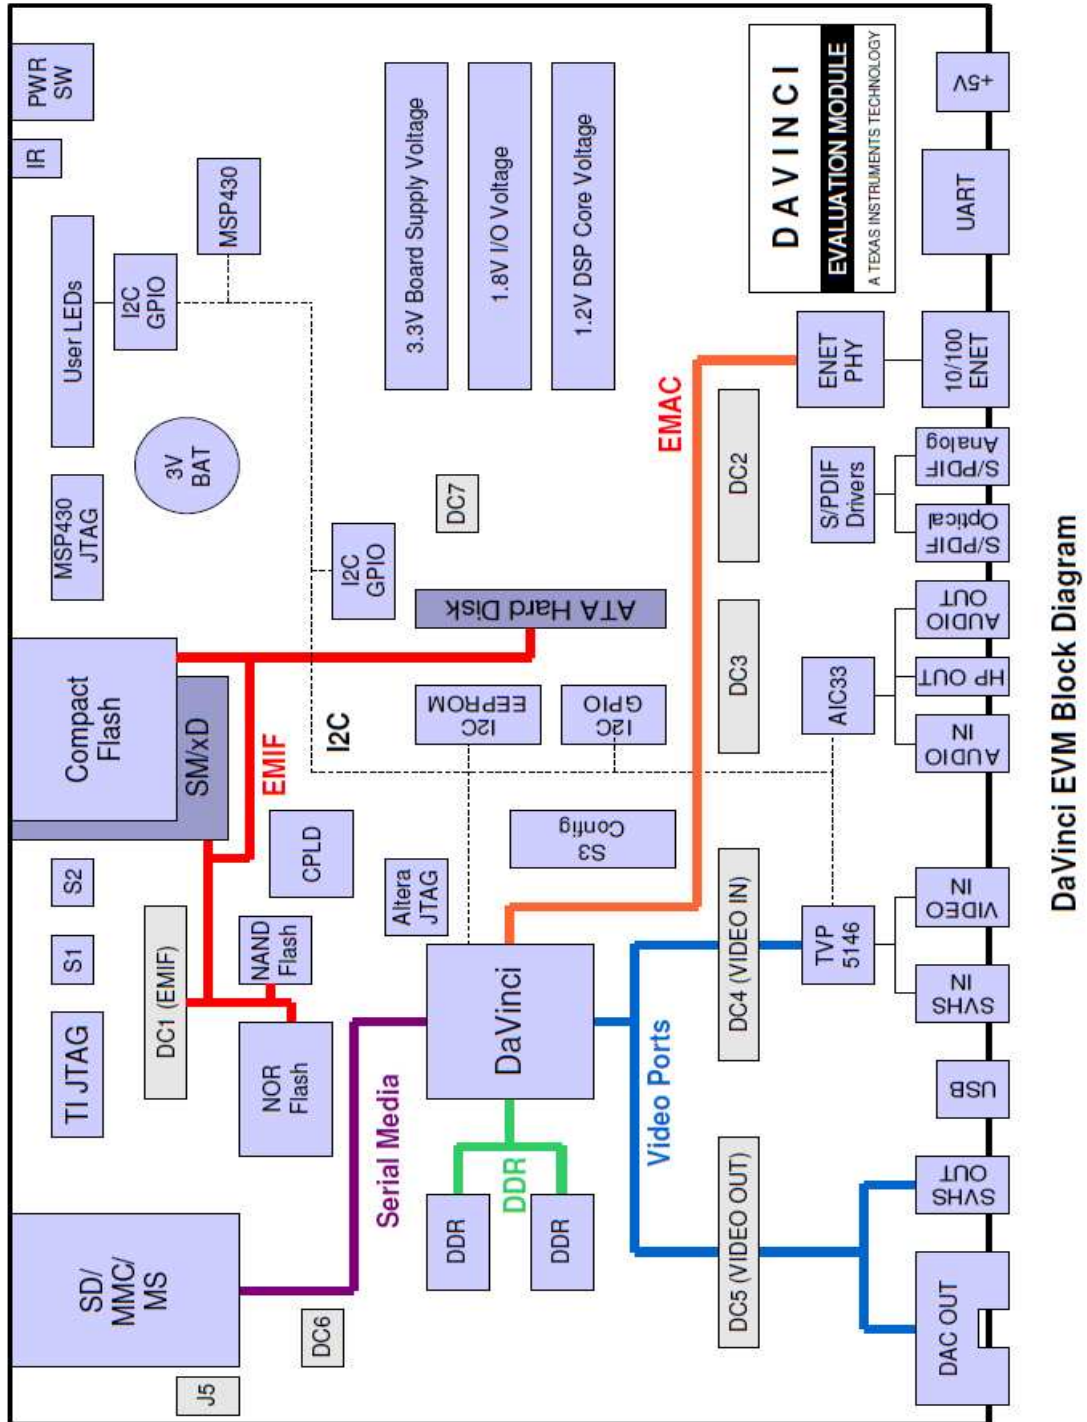 SD/
MMC/
MS
J5
DC6
TI JTAG
S1
S2
DC1 (EMIF)
NOR
Flash
NAND
Flash
CPLD
Altera
JTAG
Compact
Flash
SM/xD
EMIF
I2C
MSP430
JTAG
User LEDs
IR
PWR
SW
3V
BAT
I2C
GPIO
MSP430
I2C
GPIO
DC7
3.3V Board Supply Voltage
1.8V I/O Voltage
1.2V DSP Core Voltage
Serial Media
DDR
DDR
DDR
DaVinci
I2C
EEPROM
I2C
GPIO
ATA Hard Disk
S3
Config
Video Ports
EMAC
DC5 (VIDEO OUT)
DC4 (VIDEO IN)
DC3
DC2
DAVINCI
EVALUATION MODULE
A TEXAS INSTRUMENTS TECHNOLOGY
TVP
5146
AIC33
S/PDIF
Drivers
ENET
PHY
DAC OUT
SVHS
OUT
USB
SVHS
IN
VIDEO
IN
AUDIO
IN
HP OUT
AUDIO
OUT
S/PDIF
Optical
S/PDIF
Analog
10/100
ENET
UART
+5V
DaVinci EVM Block Diagram